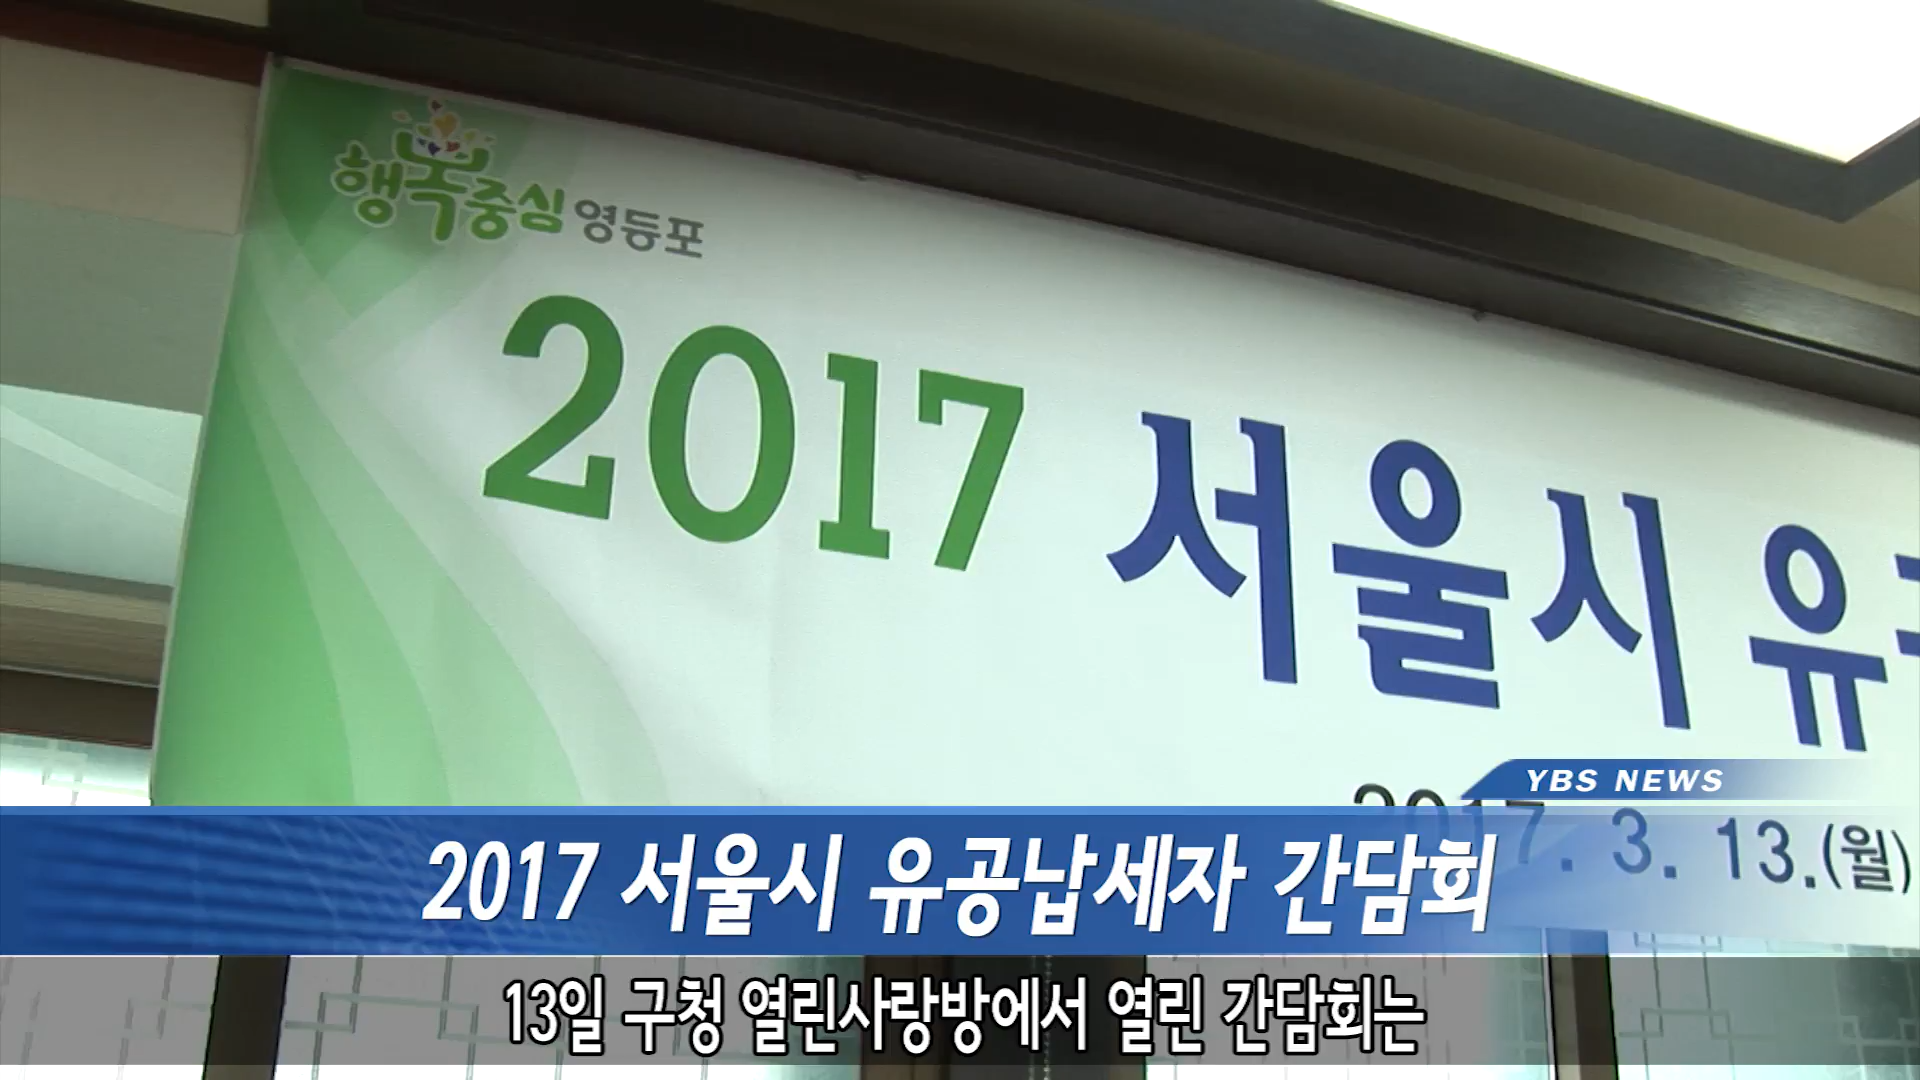 행복중심 영등포
2017 서울시 유
2017. 3. 13.(월)
YBS NEWS
2017 서울시 유공납세자 간담회
13일 구청 열린사랑방에서 열린 간담회는